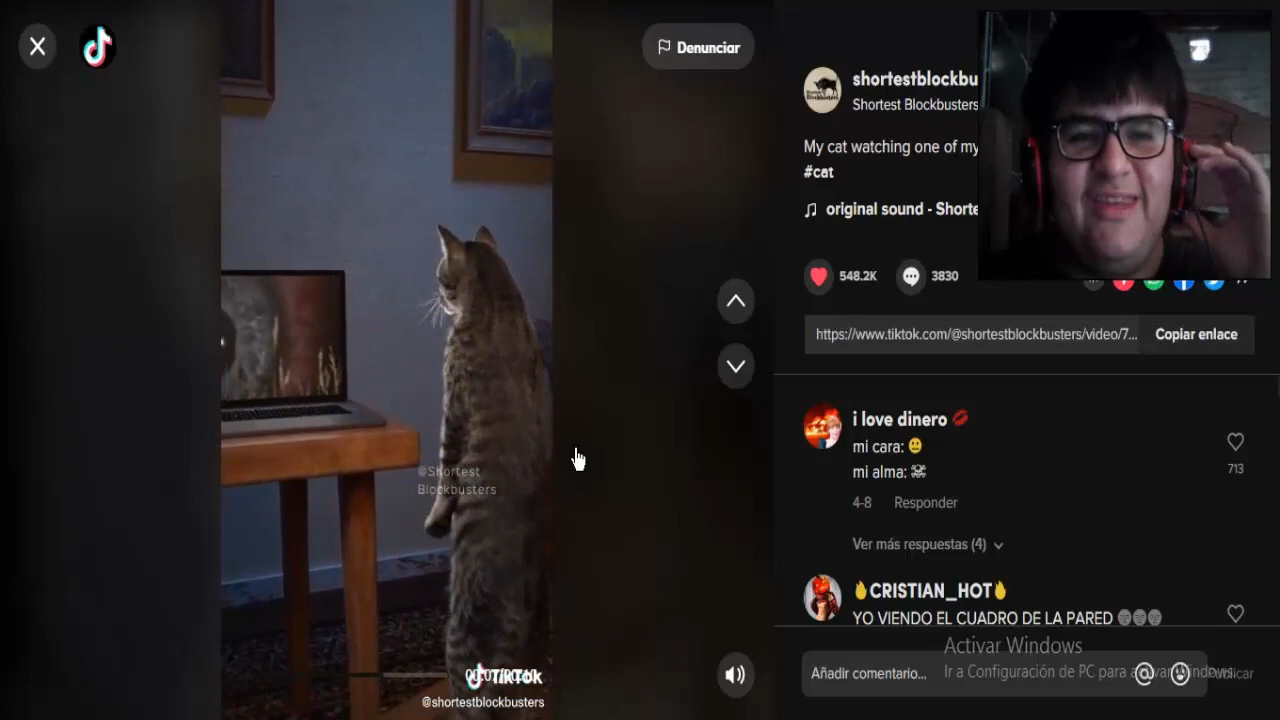 Denunciar
shortestblockbu
Shortest Blockbusters
My cat watching one of my
#cat
original sound - Shorte
548.2K
3830
https://www.tiktok.com/@shortestblockbusters/video/7...
Copiar enlace
i love dinero 💋
mi cara: 😐
mi alma: ☠
713
4-8
Responder
Ver más respuestas (4)
🔥CRISTIAN_HOT🔥
YO VIENDO EL CUADRO DE LA PARED 🌚🌚🌚
@Shortest
Blockbusters
TikTok
@shortestblockbusters
Activar Windows
Ir a Configuración de PC para activar Windows.
Añadir comentario...